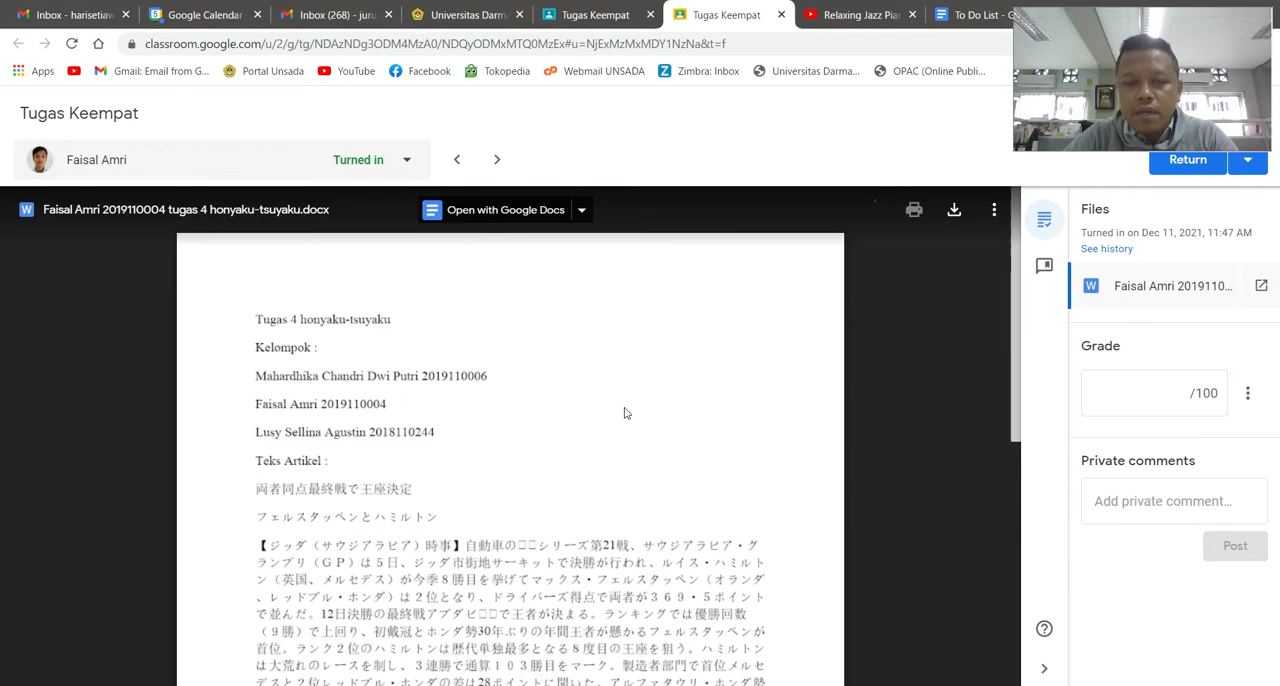 Inbox - harisetiaw
Google Calendar
Inbox (268) - juru
Universitas Darm
Tugas Keempat
Tugas Keempat
Relaxing Jazz Pia
To Do List - G
classroom.google.com/u/2/g/tg/NDAzNDg3ODM4MzA0/NDQyODMxMTQ0MzEx#u=NjExMzMxMDY1NzNa&t=f
Apps
Gmail: Email from G...
Portal Unsada
YouTube
Facebook
Tokopedia
Webmail UNSADA
Zimbra: Inbox
Universitas Darma...
OPAC (Online Publi...
Tugas Keempat
Faisal Amri
Turned in
Return
Faisal Amri 2019110004 tugas 4 honyaku-tsuyaku.docx
Open with Google Docs
Tugas 4 honyaku-tsuyaku
Kelompok :
Mahardhika Chandri Dwi Putri 2019110006
Faisal Amri 2019110004
Lusy Sellina Agustin 2018110244
Teks Artikel :
両者同点最終戦で王座決定
フェルスタッペンとハミルトン
【ジッダ（サウジアラビア）時事】自動車の□□シリーズ第21戦、サウジアラビア・グ
ランプリ（ＧＰ）は５日、ジッダ市街地サーキットで決勝が行われ、ルイス・ハミルト
ン（英国、メルセデス）が今季８勝目を挙げてマックス・フェルスタッペン（オランダ
、レッドブル・ホンダ）は２位となり、ドライバーズ得点で両者が３６９・５ポイント
で並んだ。12日決勝の最終戦アブダビ□□で王者が決まる。ランキングでは優勝回数
（９勝）で上回り、初戴冠とホンダ勢30年ぶりの年間王者が懸かるフェルスタッペンが
首位。ランク２位のハミルトンは歴代単独最多となる８度目の王座を狙う。ハミルトン
は大荒れのレースを制し、３連勝で通算１０３勝目をマーク。製造者部門で首位メルセ
デスと２位レッドブル・ホンダの差は28ポイントに開いた。アルファタウリ・ホンダ勢
Files
Turned in on Dec 11, 2021, 11:47 AM
See history
Faisal Amri 2019110...
Grade
/100
Private comments
Add private comment...
Post